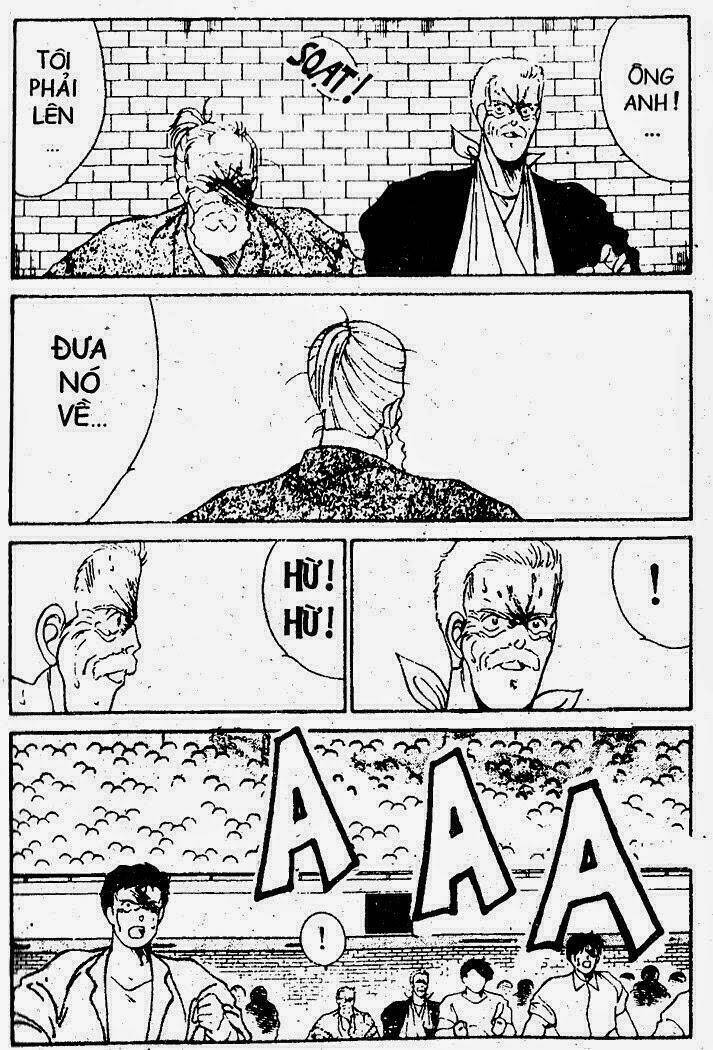 ÔNG
ANH!
...
SOẠT!
TÔI
PHẢI
LÊN
...
ĐƯA
NÓ
VỀ...
!
HỪ!
HỪ!
A A A
!